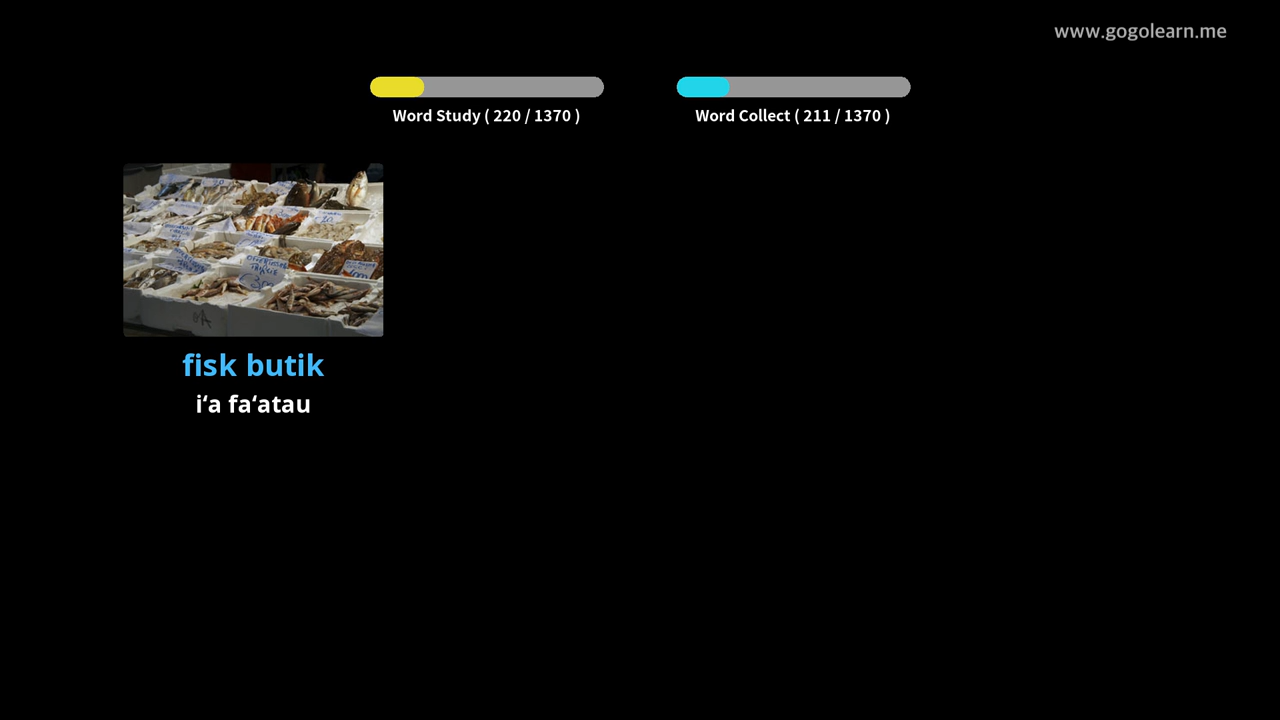 www.gogolearn.me
Word Study ( 220 / 1370 )
Word Collect ( 211 / 1370 )
fisk butik
iʻa faʻatau